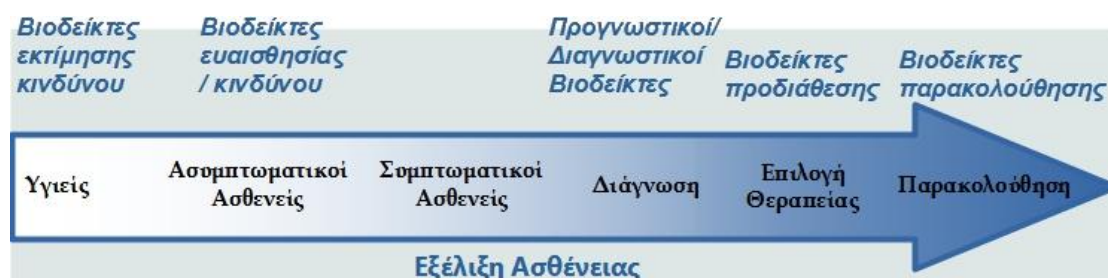 Βιοδείκτες
εκτίμησης
κινδύνου
Βιοδείκτες
ευαισθησίας
/ κινδύνου
Προγνωστικοί/
Διαγνωστικοί
Βιοδείκτες
Βιοδείκτες
προδιάθεσης
Βιοδείκτες
παρακολούθησης
Υγιείς
Ασυμπτωματικοί
Ασθενείς
Συμπτωματικοί
Ασθενείς
Διάγνωση
Επιλογή
Θεραπείας
Παρακολούθηση
Εξέλιξη Ασθένειας